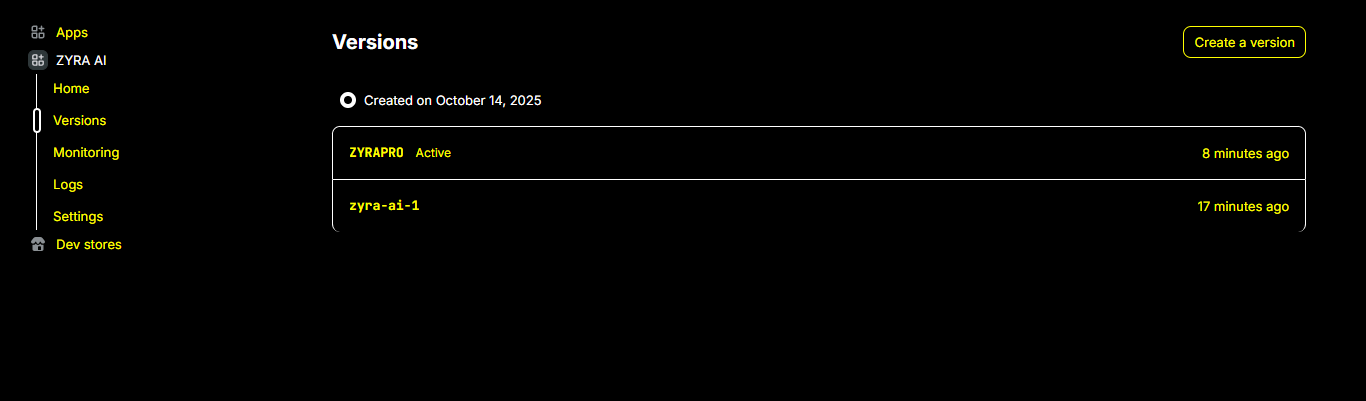 Apps
ZYRA AI
Home
Versions
Monitoring
Logs
Settings
Dev stores
Versions
Create a version
Created on October 14, 2025
ZYRAPRO Active 8 minutes ago
zyra-ai-1 17 minutes ago